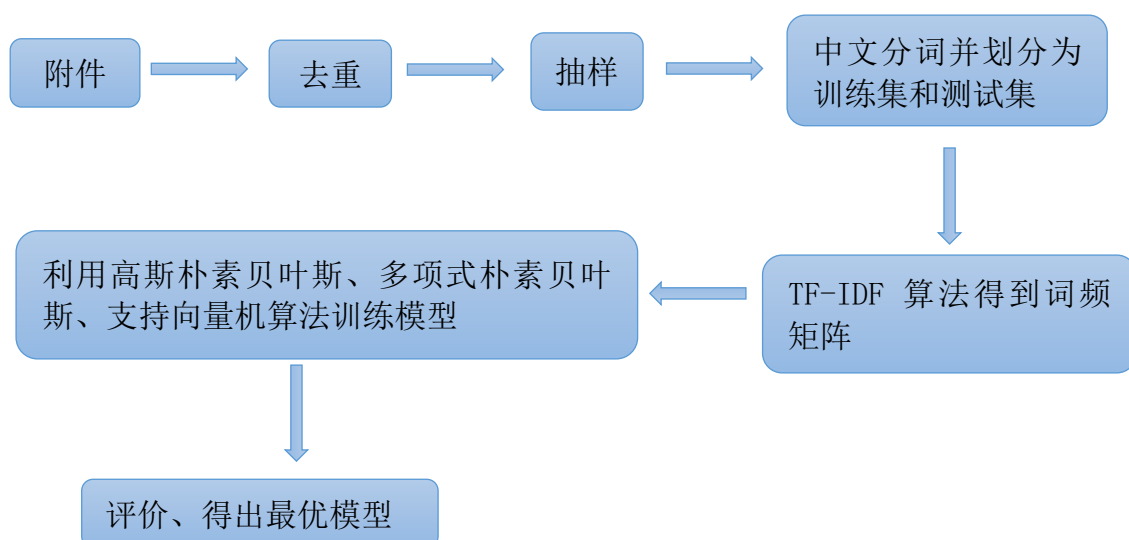 附件
去重
抽样
中文分词并划分为
训练集和测试集
TF-IDF 算法得到词频
矩阵
利用高斯朴素贝叶斯、多项式朴素贝叶
斯、支持向量机算法训练模型
评价、得出最优模型